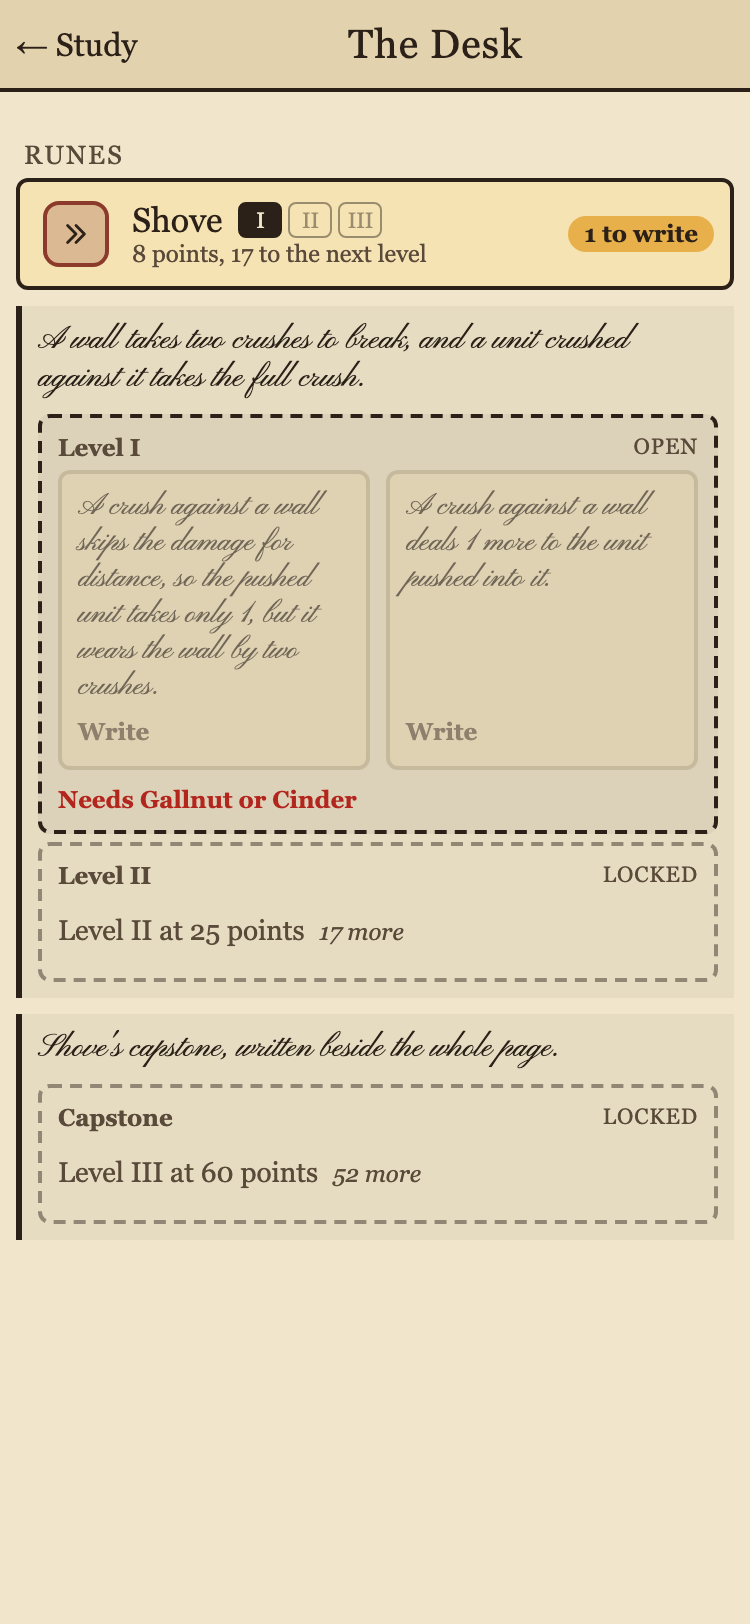 ← Study
The Desk
RUNES
Shove I II III
8 points, 17 to the next level
1 to write
A wall takes two crushes to break, and a unit crushed
against it takes the full crush.
Level I
OPEN
A crush against a wall
skips the damage for
distance, so the pushed
unit takes only 1, but it
wears the wall by two
crushes.
Write
A crush against a wall
deals 1 more to the unit
pushed into it.
Write
Needs Gallnut or Cinder
Level II
LOCKED
Level II at 25 points 17 more
Shove's capstone, written beside the whole page.
Capstone
LOCKED
Level III at 60 points 52 more